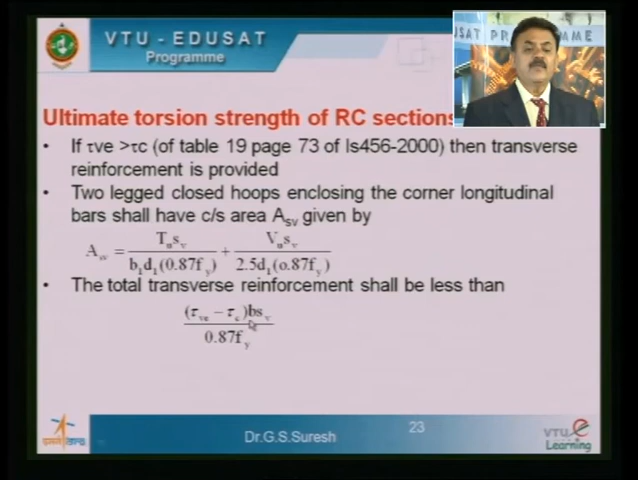 VTU - EDUSAT
Programme
USAT PR MME
Ultimate torsion strength of RC sections
• If τve >τc (of table 19 page 73 of Is456-2000) then transverse
reinforcement is provided
• Two legged closed hoops enclosing the corner longitudinal
bars shall have c/s area Asv given by
Asv = Tusv / b1d1(0.87fy) + Vusv / 2.5d1(o.87fy)
• The total transverse reinforcement shall be less than
(τve − τc)bsv / 0.87fy
Dr.G.S.Suresh
23
VTU e
Learning